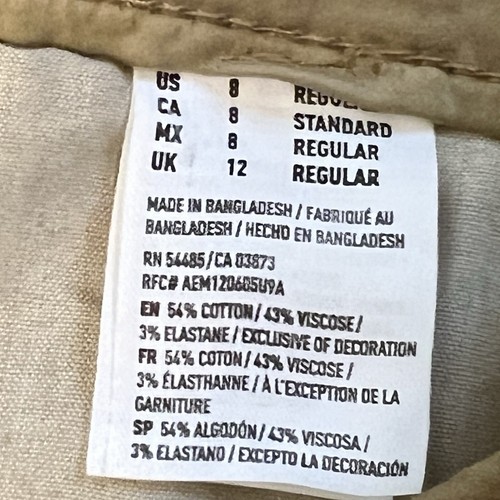 US 8 REGULAR
CA 8 STANDARD
MX 8 REGULAR
UK 12 REGULAR
MADE IN BANGLADESH / FABRIQUÉ AU
BANGLADESH / HECHO EN BANGLADESH
RN 54485 / CA 03873
RFC# AEM120605U9A
EN 54% COTTON / 43% VISCOSE /
3% ELASTANE / EXCLUSIVE OF DECORATION
FR 54% COTON / 43% VISCOSE /
3% ÉLASTHANNE / À L'EXCEPTION DE LA
GARNITURE
SP 54% ALGODÓN / 43% VISCOSA /
3% ELASTANO / EXCEPTO LA DECORACIÓN